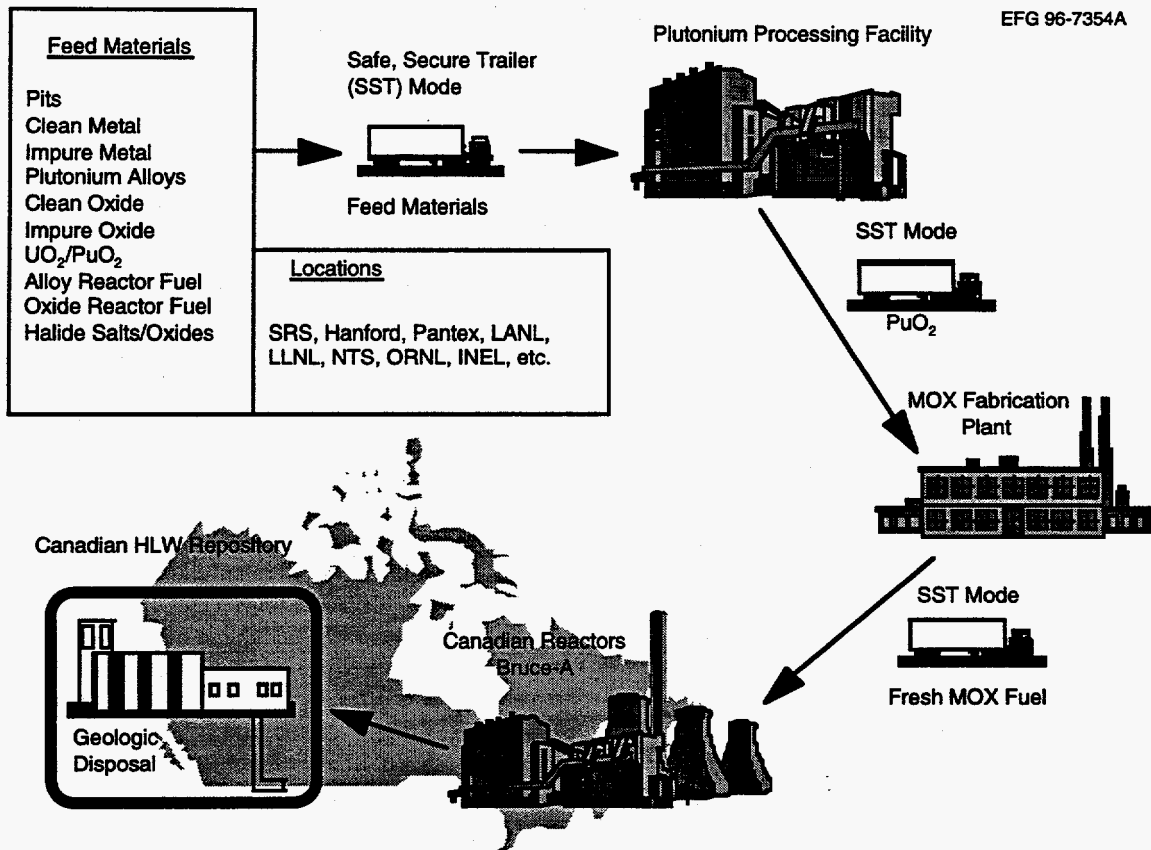 EFG 96-7354A
Feed Materials
Pits
Clean Metal
Impure Metal
Plutonium Alloys
Clean Oxide
Impure Oxide
UO₂/PuO₂
Alloy Reactor Fuel
Oxide Reactor Fuel
Halide Salts/Oxides
Safe, Secure Trailer
(SST) Mode
Feed Materials
Plutonium Processing Facility
Locations
SRS, Hanford, Pantex, LANL,
LLNL, NTS, ORNL, INEL, etc.
SST Mode
PuO₂
MOX Fabrication
Plant
SST Mode
Fresh MOX Fuel
Canadian Reactors
Bruce-A
Canadian HLW Repository
Geologic
Disposal